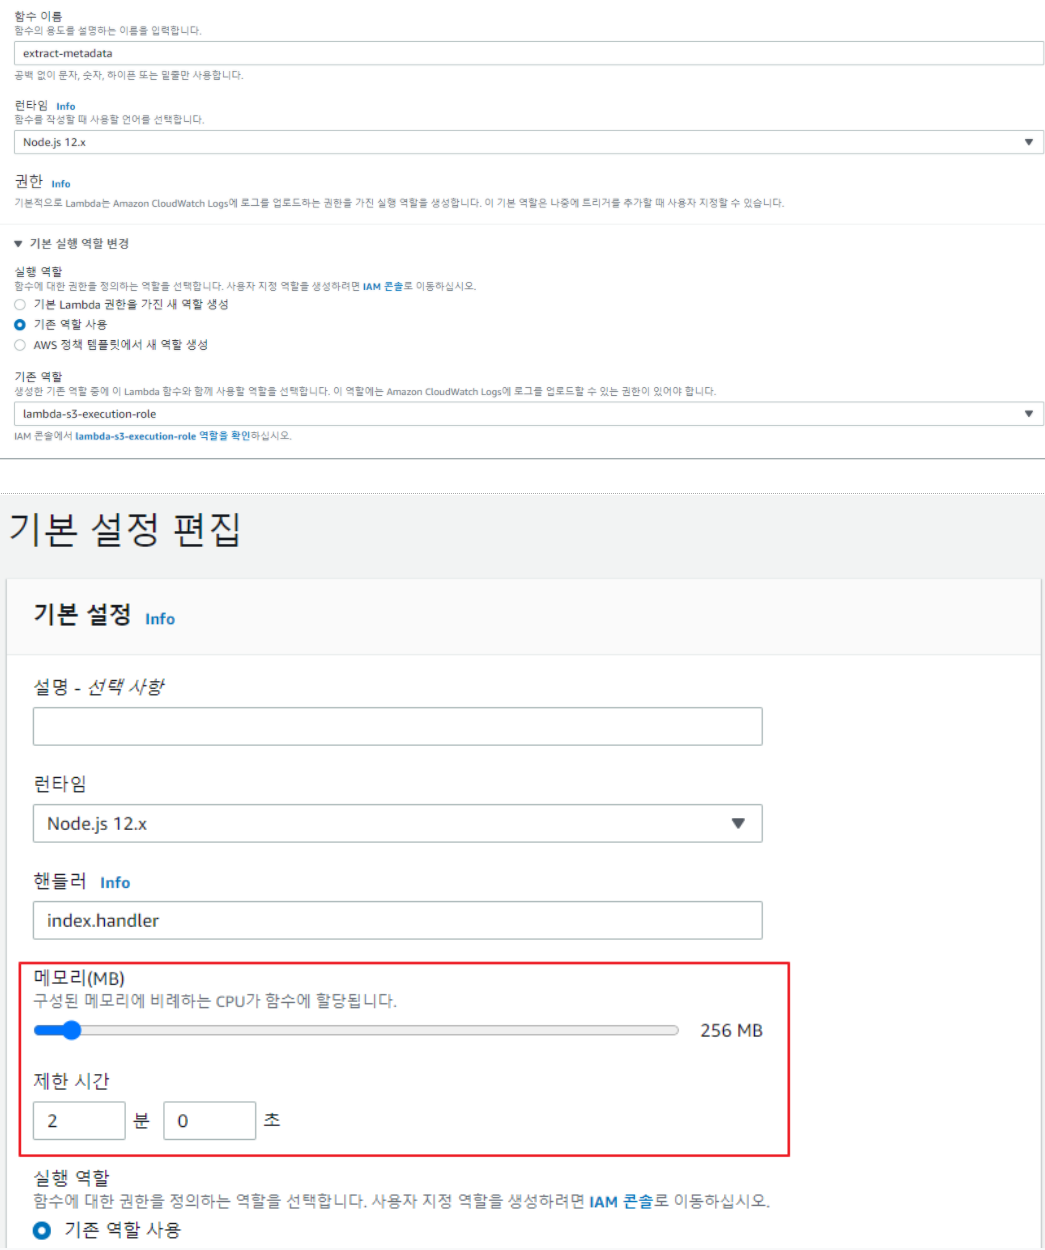 함수 이름
함수의 용도를 설명하는 이름을 입력합니다.
extract-metadata
공백 없이 문자, 숫자, 하이픈 또는 밑줄만 사용합니다.
런타임 Info
함수를 작성할 때 사용할 언어를 선택합니다.
Node.js 12.x
권한 Info
기본적으로 Lambda는 Amazon CloudWatch Logs에 로그를 업로드하는 권한을 가진 실행 역할을 생성합니다. 이 기본 역할은 나중에 트리거를 추가할 때 사용자 지정할 수 있습니다.
기본 실행 역할 변경
실행 역할
함수에 대한 권한을 정의하는 역할을 선택합니다. 사용자 지정 역할을 생성하려면 IAM 콘솔로 이동하십시오.
기본 Lambda 권한을 가진 새 역할 생성
기존 역할 사용
AWS 정책 템플릿에서 새 역할 생성
기존 역할
생성한 기존 역할 중에 이 Lambda 함수와 함께 사용할 역할을 선택합니다. 이 역할에는 Amazon CloudWatch Logs에 로그를 업로드할 수 있는 권한이 있어야 합니다.
lambda-s3-execution-role
IAM 콘솔에서 lambda-s3-execution-role 역할을 확인하십시오.
기본 설정 편집
기본 설정 Info
설명 - 선택 사항
런타임
Node.js 12.x
핸들러 Info
index.handler
메모리(MB)
구성된 메모리에 비례하는 CPU가 함수에 할당됩니다.
256 MB
제한 시간
2 분 0 초
실행 역할
함수에 대한 권한을 정의하는 역할을 선택합니다. 사용자 지정 역할을 생성하려면 IAM 콘솔로 이동하십시오.
기존 역할 사용